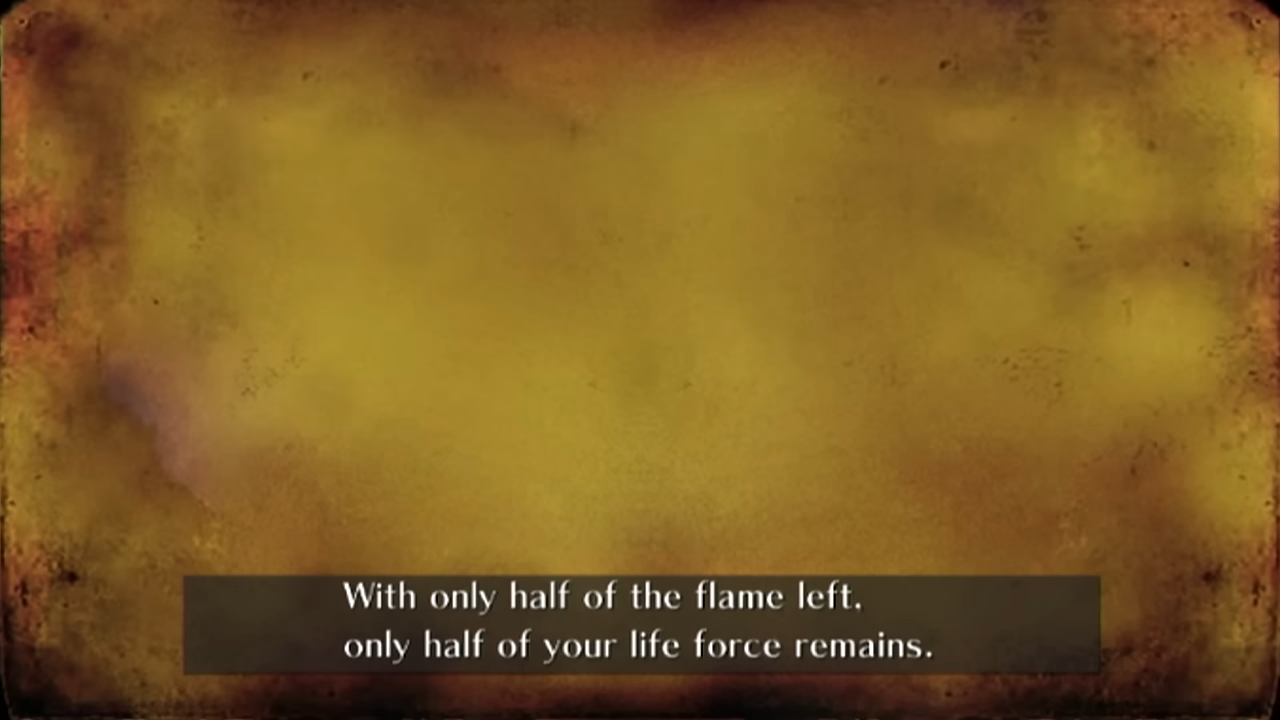 With only half of the flame left,
only half of your life force remains.